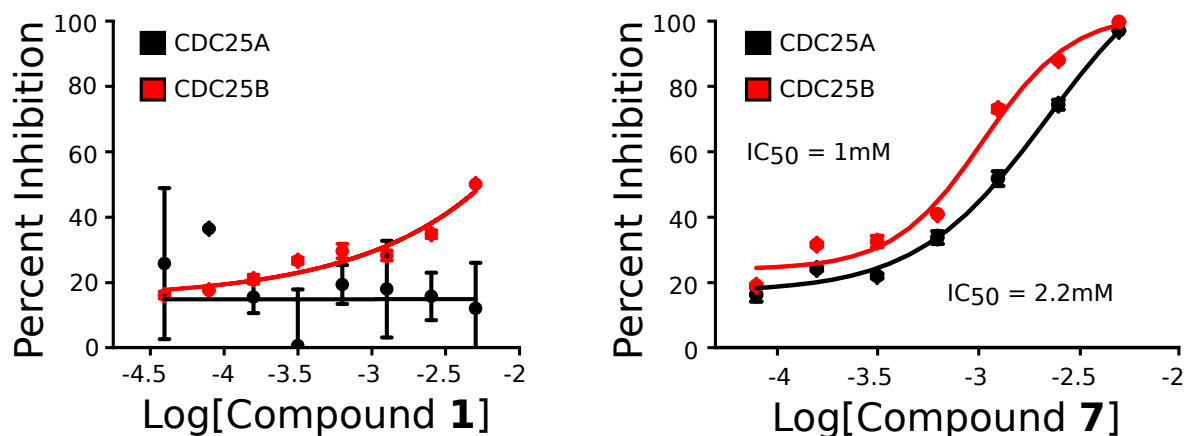 Percent Inhibition
100
80
60
40
20
0
CDC25A
CDC25B
-4.5
-4
-3.5
-3
-2.5
-2
Log[Compound 1]
Percent Inhibition
100
80
60
40
20
0
CDC25A
CDC25B
IC50 = 1mM
IC50 = 2.2mM
-4
-3.5
-3
-2.5
-2
Log[Compound 7]